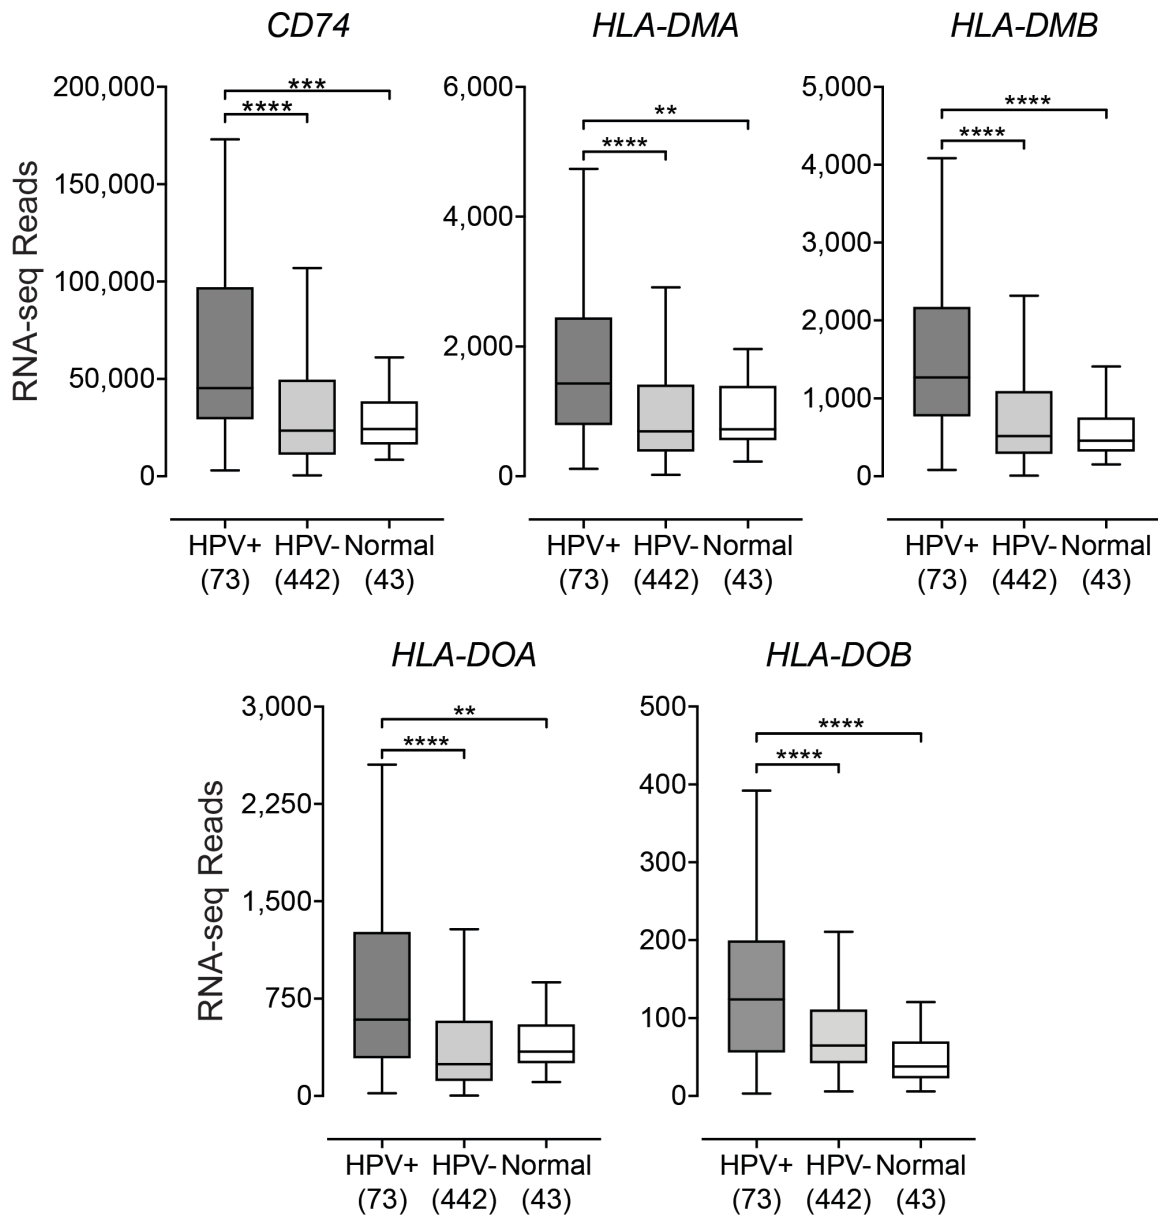 CD74
HLA-DMA
HLA-DMB
RNA-seq Reads
200,000
150,000
100,000
50,000
0
***
****
HPV+ HPV- Normal
(73) (442) (43)
6,000
4,000
2,000
0
**
****
HPV+ HPV- Normal
(73) (442) (43)
5,000
4,000
3,000
2,000
1,000
0
****
****
HPV+ HPV- Normal
(73) (442) (43)
HLA-DOA
HLA-DOB
RNA-seq Reads
3,000
2,250
1,500
750
0
**
****
HPV+ HPV- Normal
(73) (442) (43)
500
400
300
200
100
0
****
****
HPV+ HPV- Normal
(73) (442) (43)